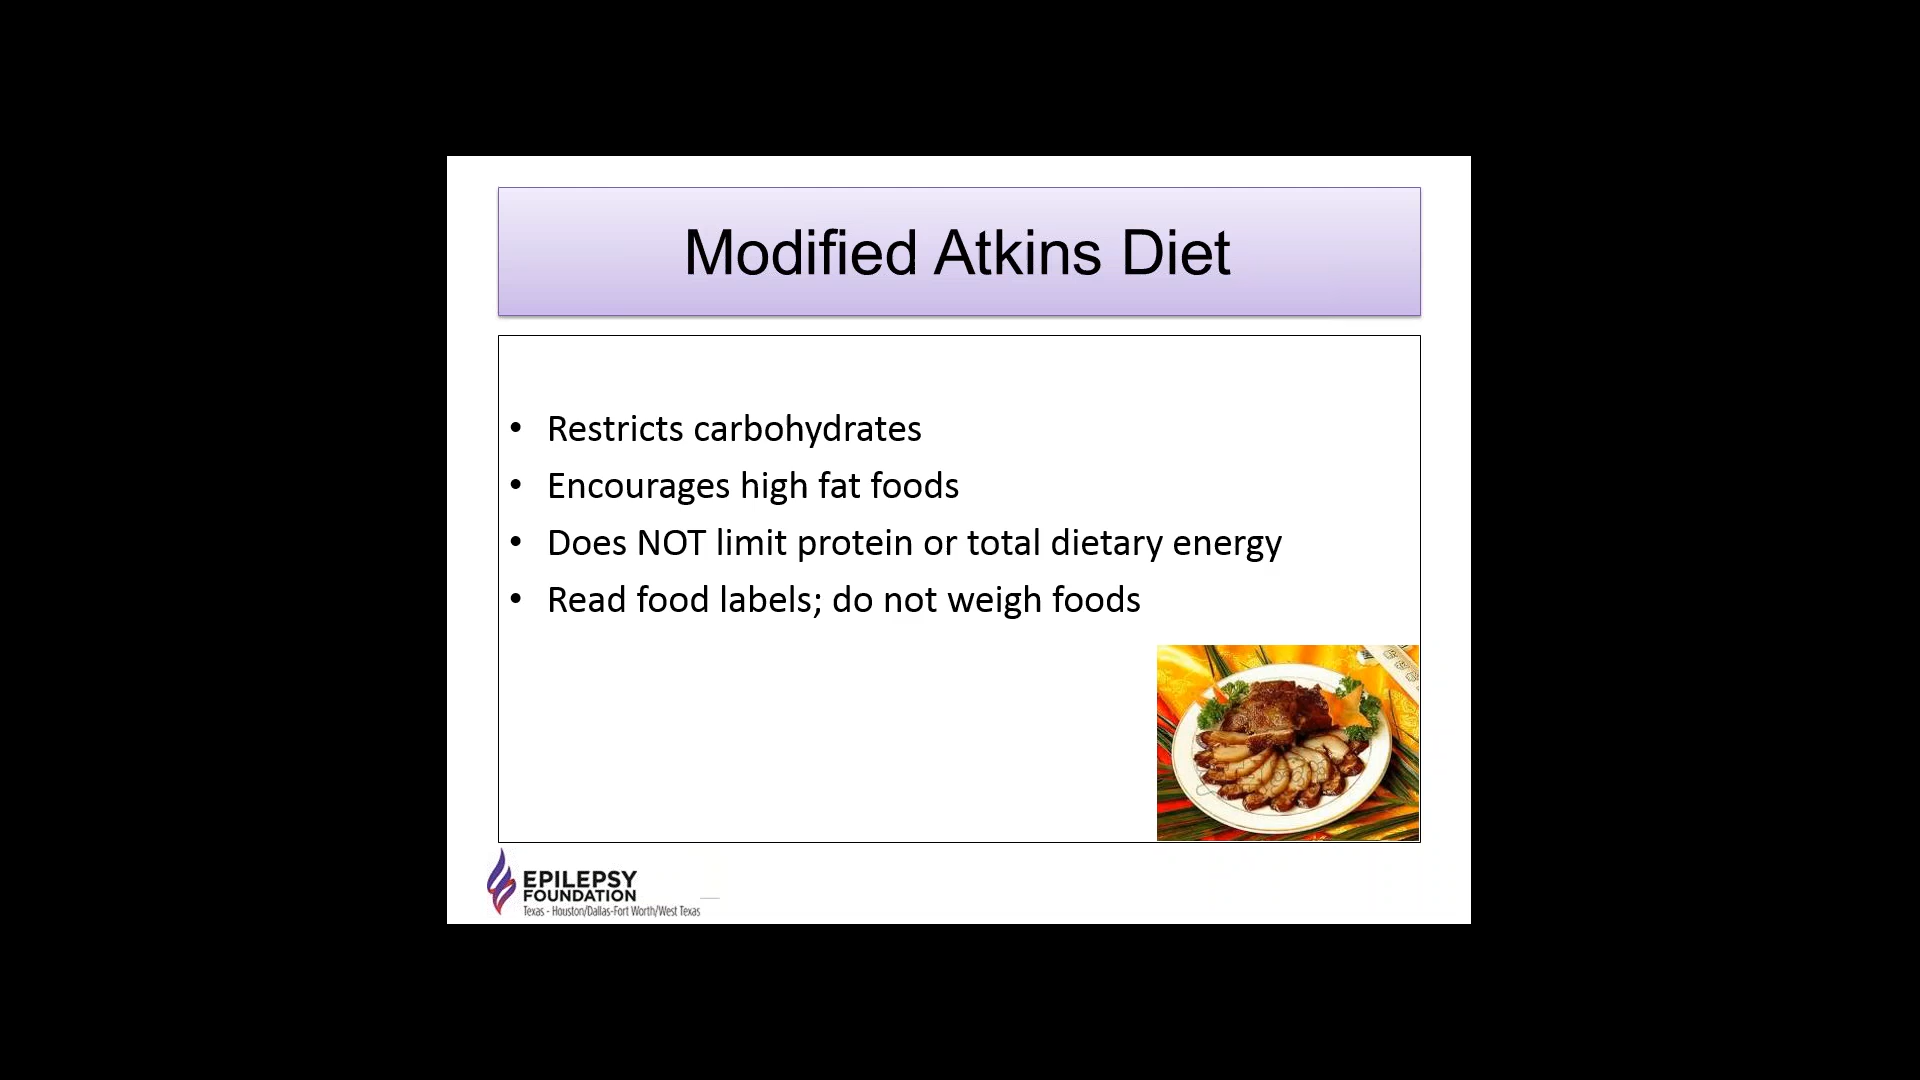 Modified Atkins Diet
• Restricts carbohydrates
• Encourages high fat foods
• Does NOT limit protein or total dietary energy
• Read food labels; do not weigh foods
EPILEPSY
FOUNDATION
Texas - Houston/Dallas-Fort Worth/West Texas